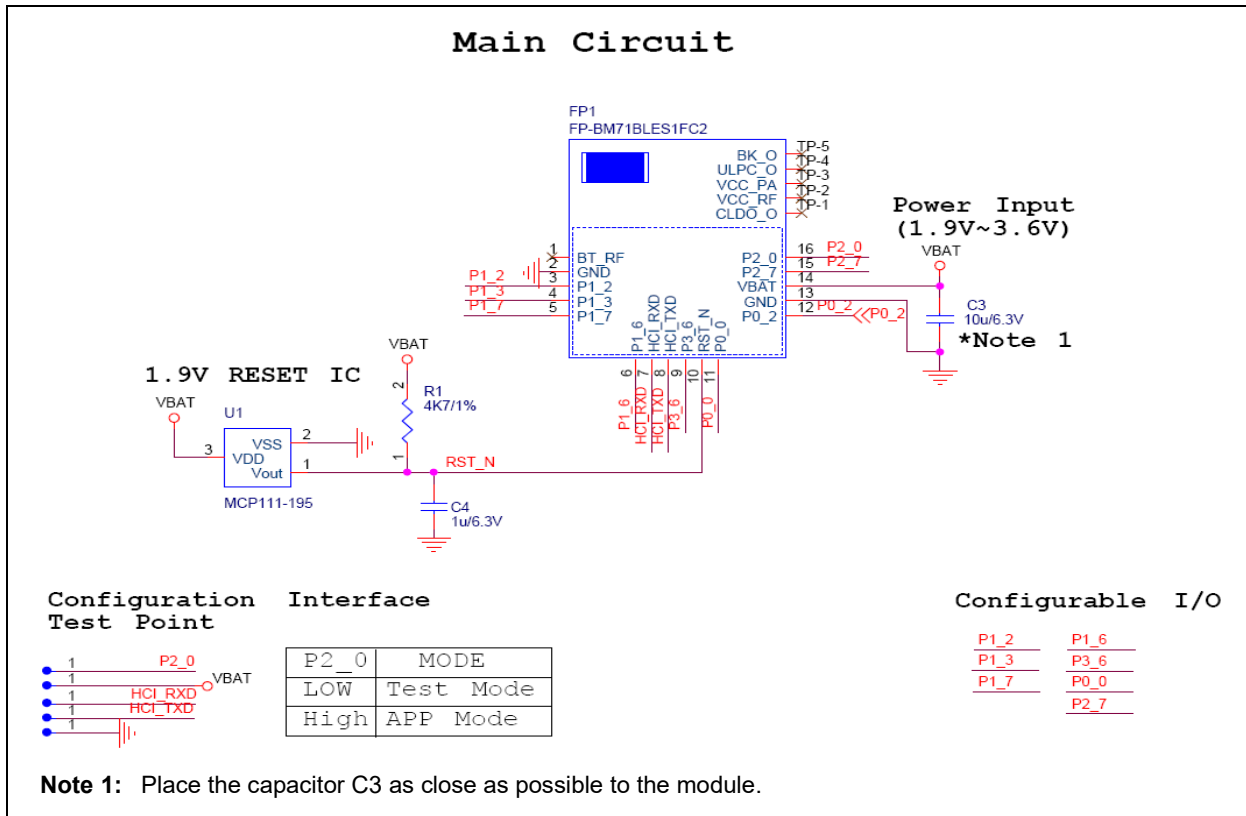 Main Circuit
FP1
FP-BM71BLES1FC2
BK_O TP-5
ULPC_O TP-4
VCC_PA TP-3
VCC_RF TP-2
CLDO_O TP-1
Power Input
(1.9V~3.6V)
VBAT
1 BT_RF
2 GND
P1_2 3 P1_2
P1_3 4 P1_3
P1_7 5 P1_7
P2_0 16 P2_0
P2_7 15 P2_7
VBAT 14
GND 13
P0_2 12 P0_2 P0_2
C3
10u/6.3V
*Note 1
P1_6 HCI_RXD HCI_TXD P3_6 RST_N P0_0
6 7 8 9 10 11
P1_6 HCI_RXD HCI_TXD P3_6 P0_0
1.9V RESET IC
VBAT
U1
VSS 2
3 VDD
Vout 1
MCP111-195
VBAT
2
R1
4K7/1%
1
RST_N
C4
1u/6.3V
Configuration Interface
Test Point
1 P2_0
1 VBAT
1 HCI_RXD
1 HCI_TXD
1
P2_0 MODE
LOW Test Mode
High APP Mode
Configurable I/O
P1_2 P1_6
P1_3 P3_6
P1_7 P0_0
P2_7
Note 1: Place the capacitor C3 as close as possible to the module.